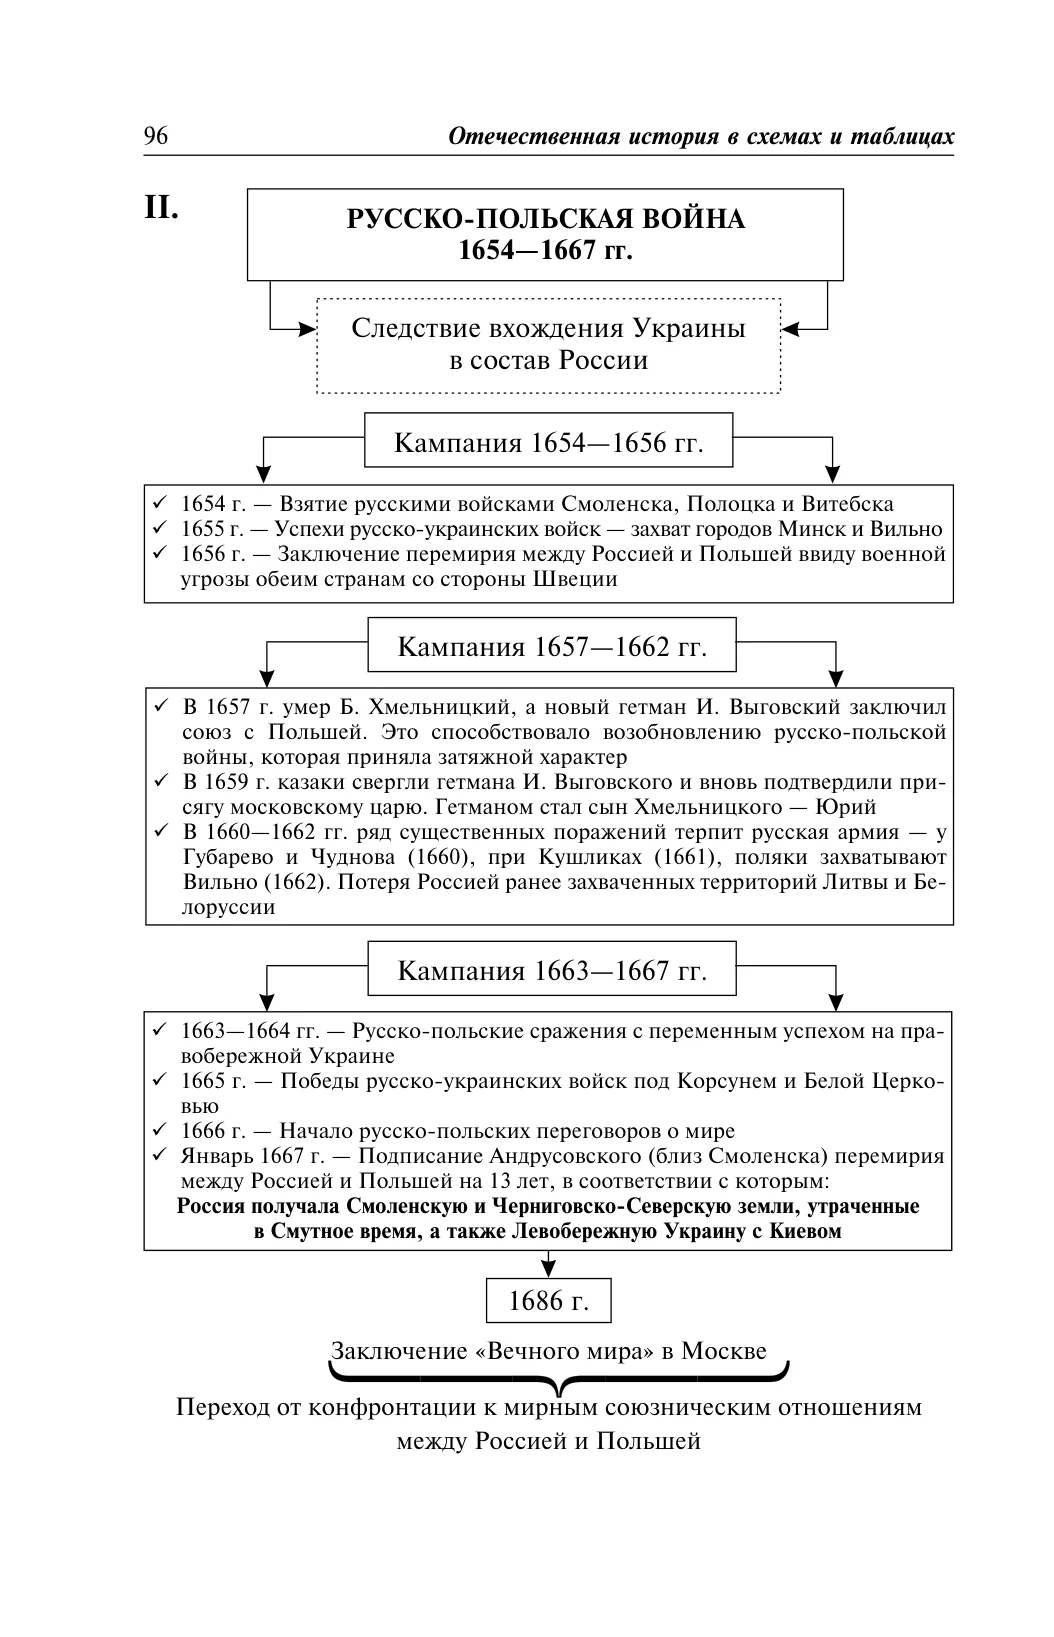 96
Отечественная история в схемах и таблицах
II.
РУССКО-ПОЛЬСКАЯ ВОЙНА
1654—1667 гг.
Следствие вхождения Украины
в состав России
Кампания 1654—1656 гг.
✓ 1654 г. — Взятие русскими войсками Смоленска, Полоцка и Витебска
✓ 1655 г. — Успехи русско-украинских войск — захват городов Минск и Вильно
✓ 1656 г. — Заключение перемирия между Россией и Польшей ввиду военной
угрозы обеим странам со стороны Швеции
Кампания 1657—1662 гг.
✓ В 1657 г. умер Б. Хмельницкий, а новый гетман И. Выговский заключил
союз с Польшей. Это способствовало возобновлению русско-польской
войны, которая приняла затяжной характер
✓ В 1659 г. казаки свергли гетмана И. Выговского и вновь подтвердили при-
сягу московскому царю. Гетманом стал сын Хмельницкого — Юрий
✓ В 1660—1662 гг. ряд существенных поражений терпит русская армия — у
Губарево и Чуднова (1660), при Кушликах (1661), поляки захватывают
Вильно (1662). Потеря Россией ранее захваченных территорий Литвы и Бе-
лоруссии
Кампания 1663—1667 гг.
✓ 1663—1664 гг. — Русско-польские сражения с переменным успехом на пра-
вобережной Украине
✓ 1665 г. — Победы русско-украинских войск под Корсунем и Белой Церко-
вью
✓ 1666 г. — Начало русско-польских переговоров о мире
✓ Январь 1667 г. — Подписание Андрусовского (близ Смоленска) перемирия
между Россией и Польшей на 13 лет, в соответствии с которым:
Россия получала Смоленскую и Черниговско-Северскую земли, утраченные
в Смутное время, а также Левобережную Украину с Киевом
1686 г.
Заключение «Вечного мира» в Москве
Переход от конфронтации к мирным союзническим отношениям
между Россией и Польшей